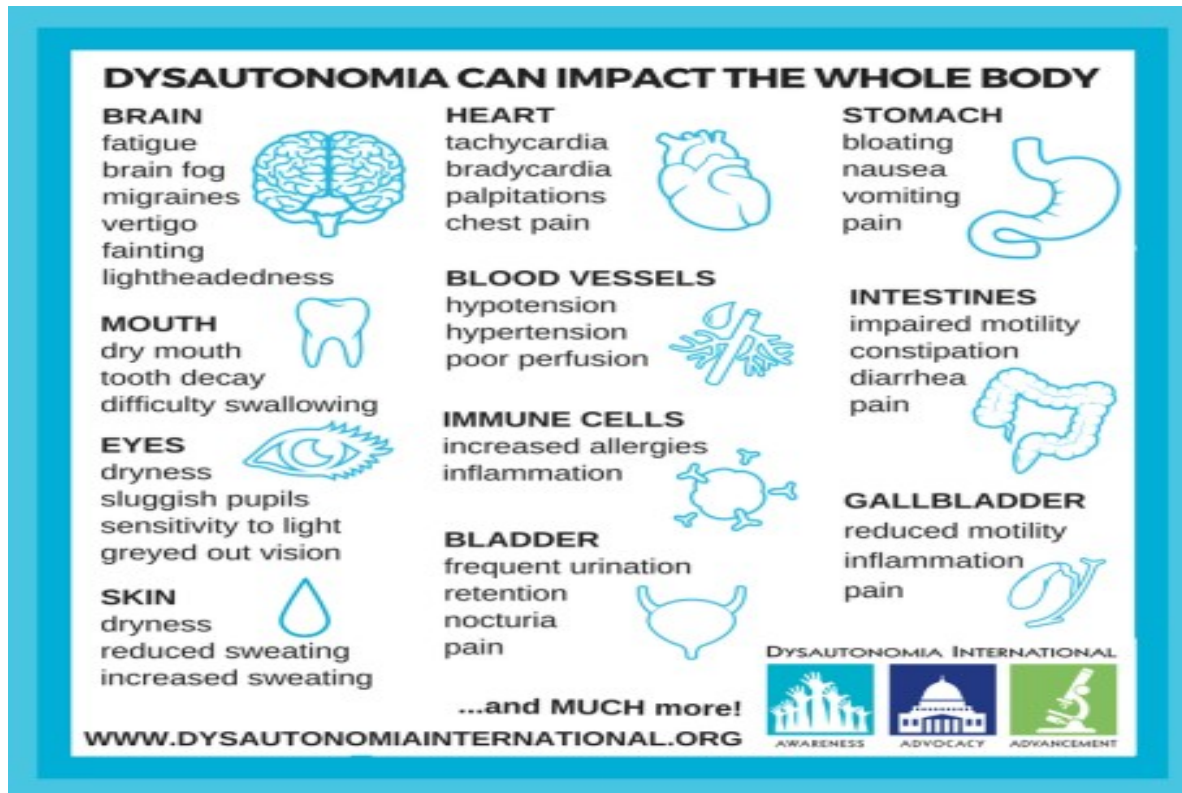 DYSAUTONOMIA CAN IMPACT THE WHOLE BODY
BRAIN
fatigue
brain fog
migraines
vertigo
fainting
lightheadedness
MOUTH
dry mouth
tooth decay
difficulty swallowing
EYES
dryness
sluggish pupils
sensitivity to light
greyed out vision
SKIN
dryness
reduced sweating
increased sweating
HEART
tachycardia
bradycardia
palpitations
chest pain
BLOOD VESSELS
hypotension
hypertension
poor perfusion
IMMUNE CELLS
increased allergies
inflammation
BLADDER
frequent urination
retention
nocturia
pain
STOMACH
bloating
nausea
vomiting
pain
INTESTINES
impaired motility
constipation
diarrhea
pain
GALLBLADDER
reduced motility
inflammation
pain
...and MUCH more!
WWW.DYSAUTONOMIAINTERNATIONAL.ORG
DYSAUTONOMIA INTERNATIONAL
AWARENESS ADVOCACY ADVANCEMENT